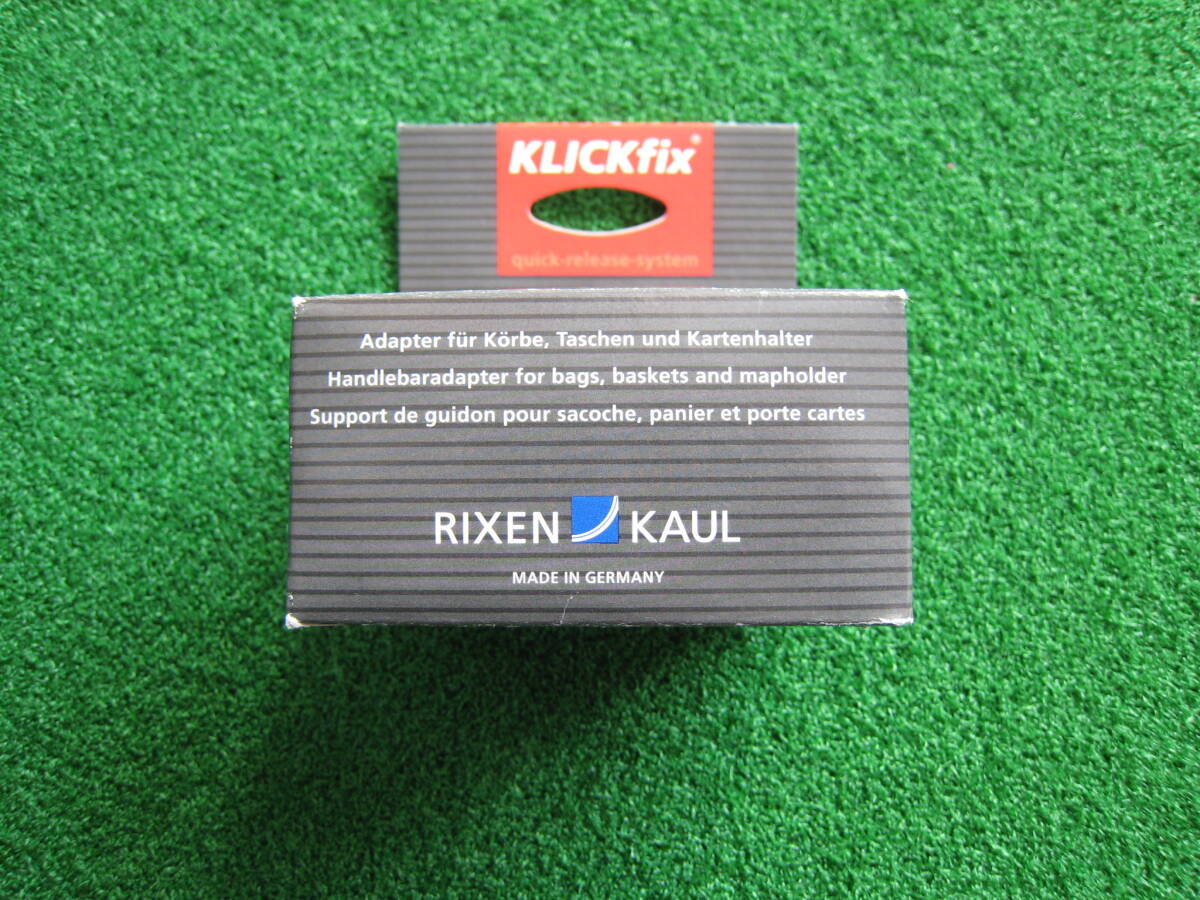 KLICKfix®
quick-release-system
Adapter für Körbe, Taschen und Kartenhalter
Handlebaradapter for bags, baskets and mapholder
Support de guidon pour sacoche, panier et porte cartes
RIXEN KAUL
MADE IN GERMANY